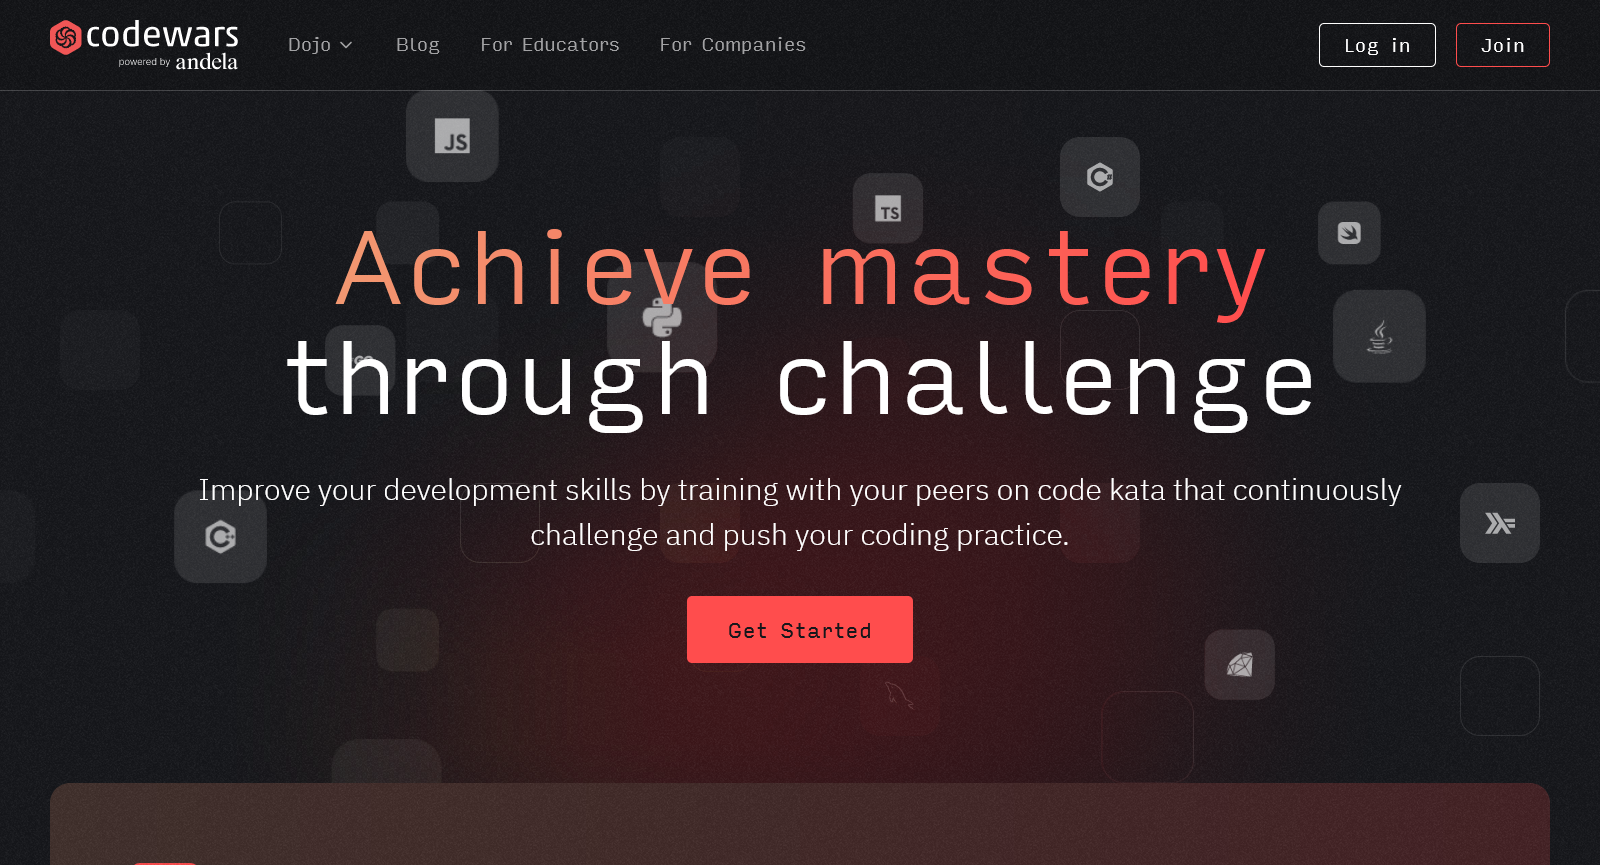 codewars
powered by andela
Dojo
Blog
For Educators
For Companies
Log in
Join
JS
TS
Achieve mastery
through challenge
Improve your development skills by training with your peers on code kata that continuously
challenge and push your coding practice.
Get Started